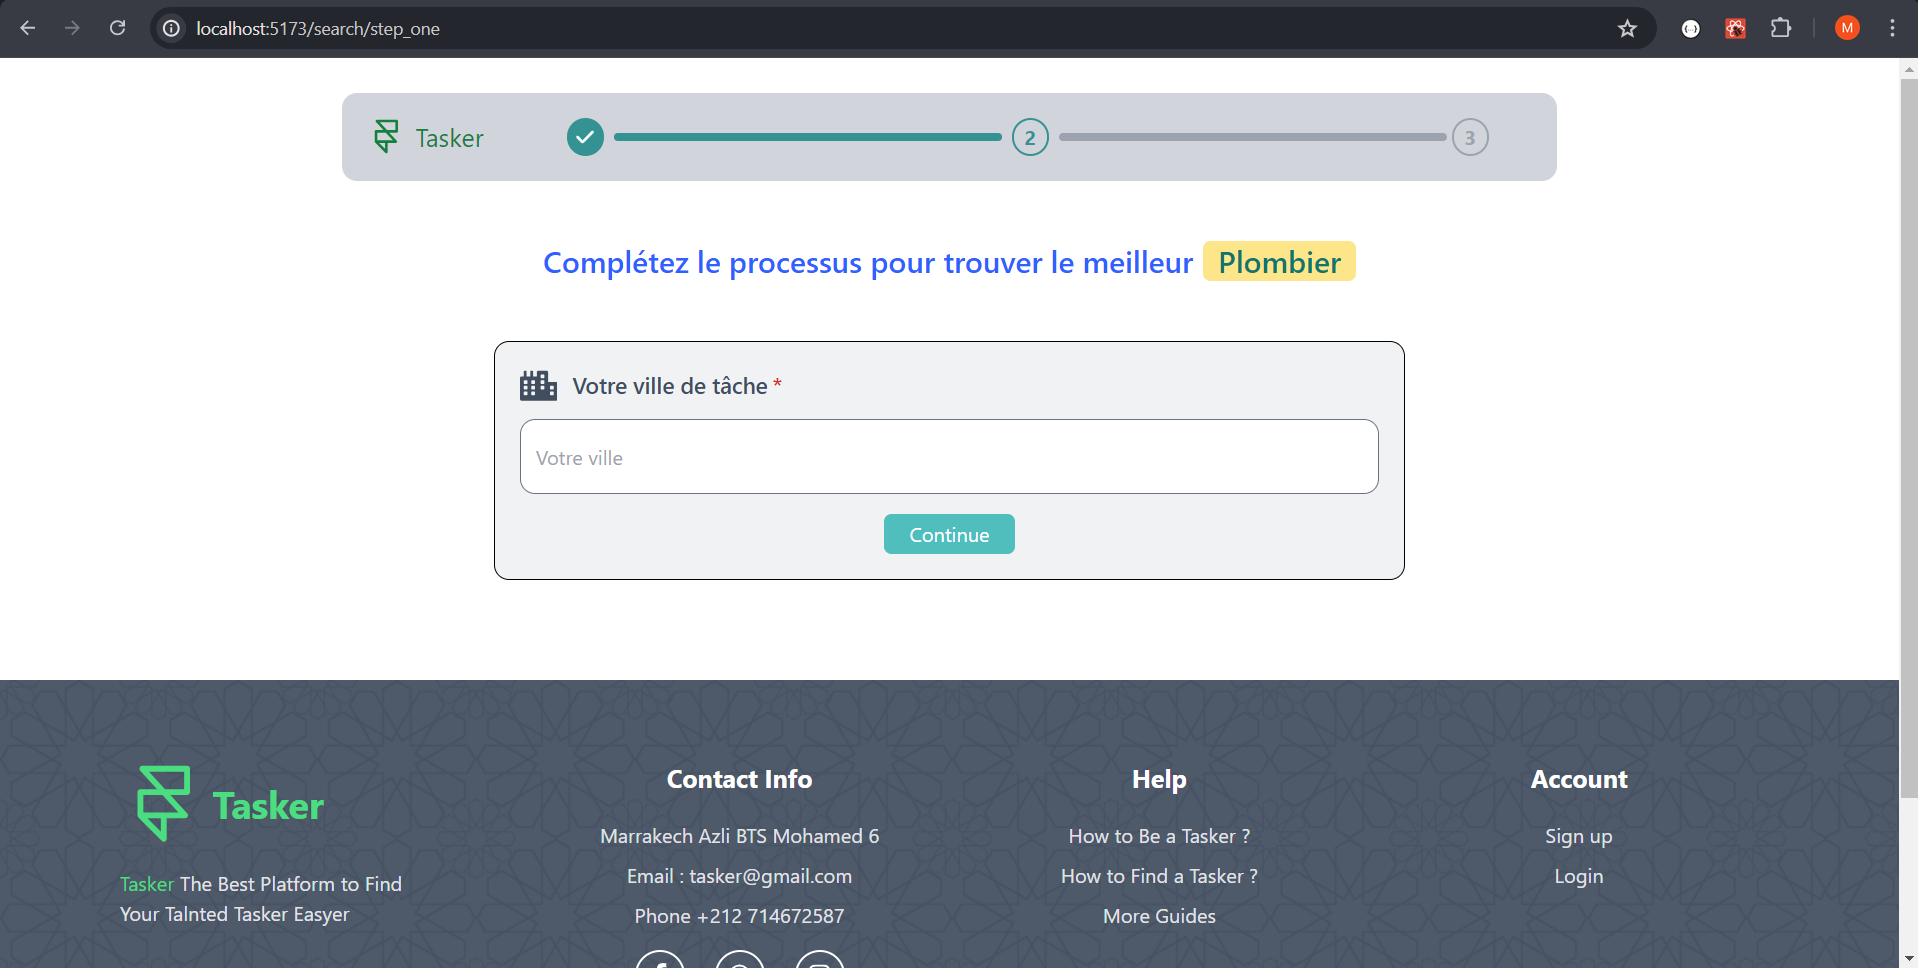 localhost:5173/search/step_one
M
Tasker
2
3
Complétez le processus pour trouver le meilleur Plombier
Votre ville de tâche *
Votre ville
Continue
Tasker
Tasker The Best Platform to Find
Your Talnted Tasker Easyer
Contact Info
Marrakech Azli BTS Mohamed 6
Email : tasker@gmail.com
Phone +212 714672587
Help
How to Be a Tasker ?
How to Find a Tasker ?
More Guides
Account
Sign up
Login